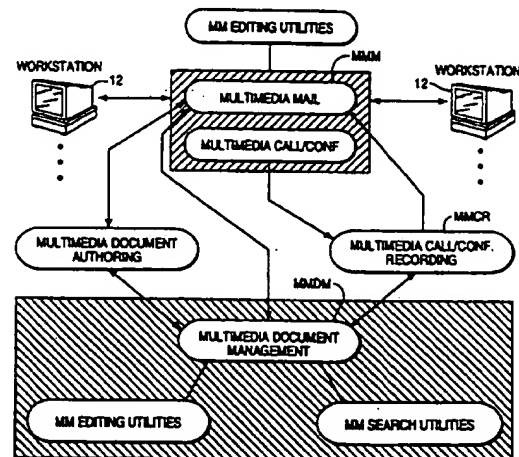 MM EDITING UTILITIES
MMM
WORKSTATION
12
WORKSTATION
12
MULTIMEDIA MAIL
MULTIMEDIA CALL/CONF
MMCR
MULTIMEDIA DOCUMENT
AUTHORING
MULTIMEDIA CALL/CONF.
RECORDING
MMDM
MULTIMEDIA DOCUMENT
MANAGEMENT
MM EDITING UTILITIES
MM SEARCH UTILITIES